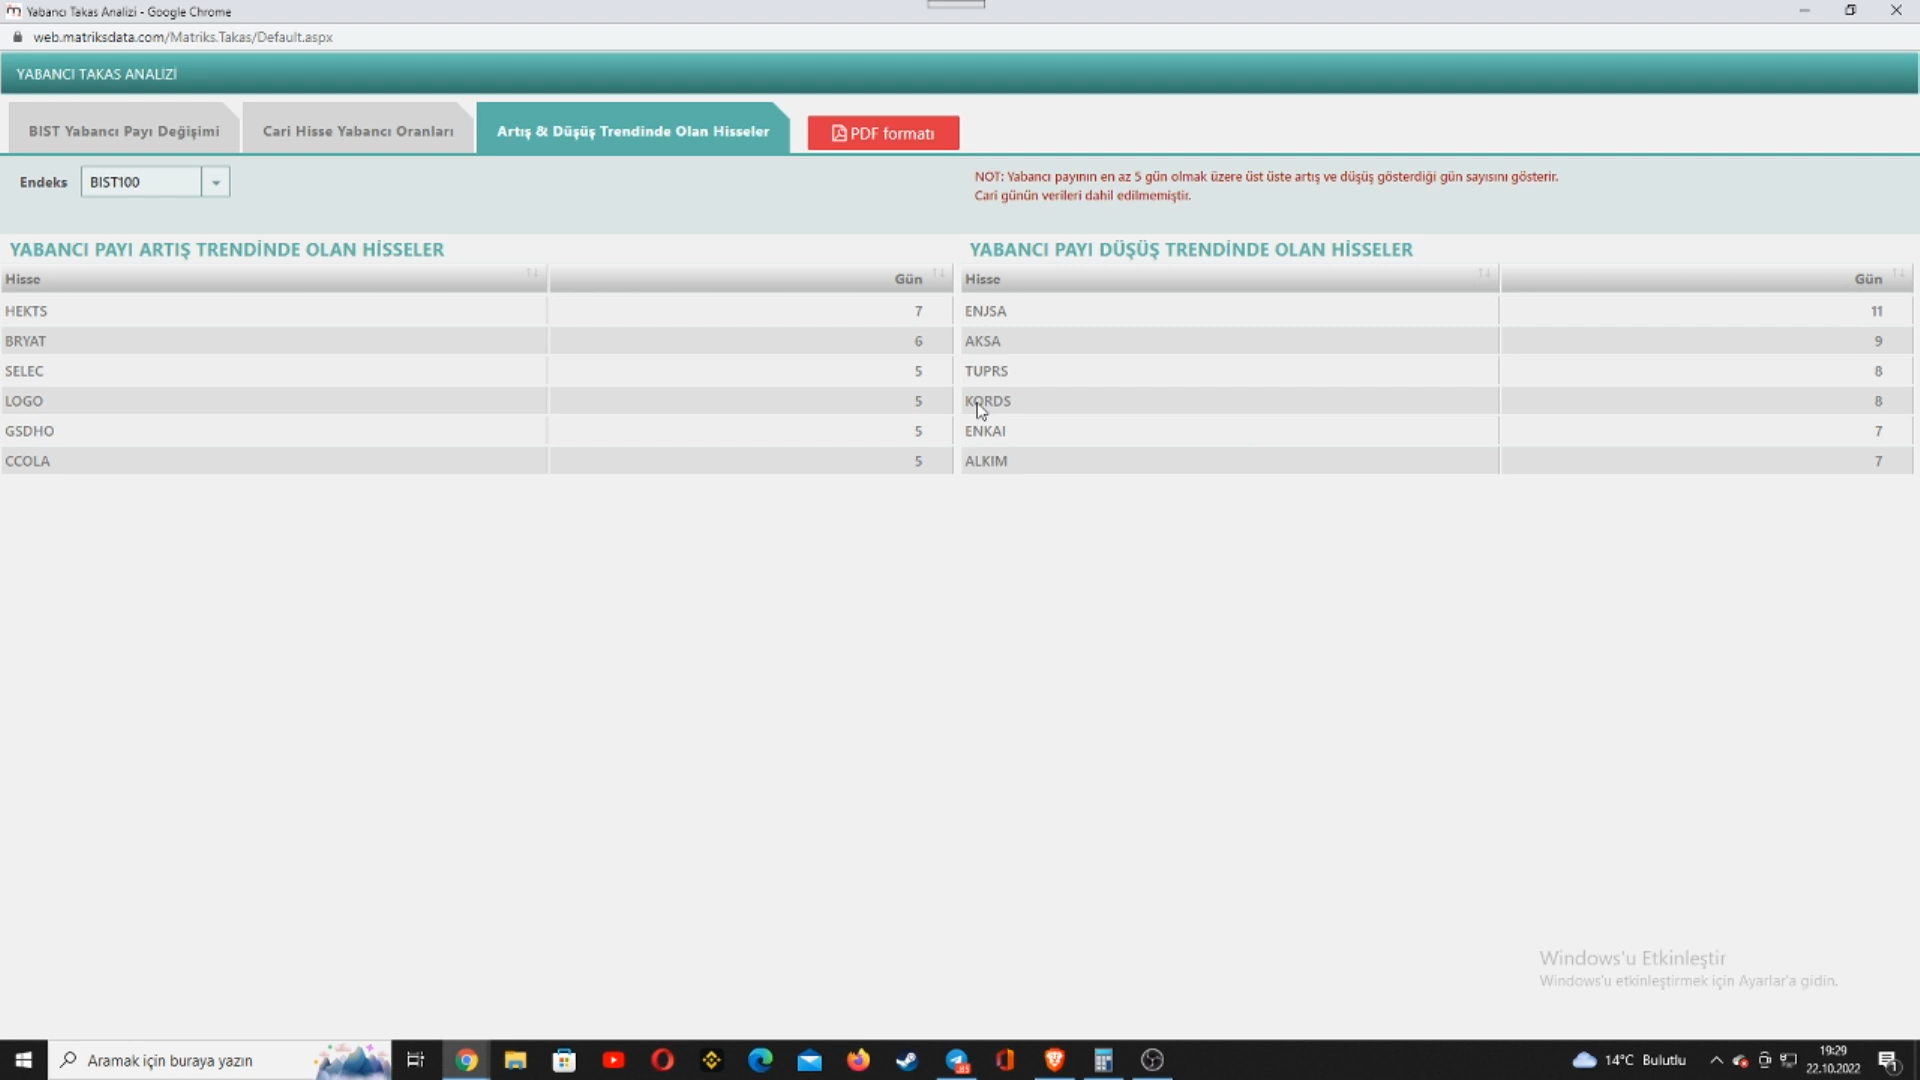 Yabancı Takas Analizi - Google Chrome
web.matriksdata.com/Matriks.Takas/Default.aspx
YABANCI TAKAS ANALİZİ
BIST Yabancı Payı Değişimi
Cari Hisse Yabancı Oranları
Artış & Düşüş Trendinde Olan Hisseler
PDF formatı
Endeks BIST100
NOT: Yabancı payının en az 5 gün olmak üzere üst üste artış ve düşüş gösterdiği gün sayısını gösterir.
Cari günün verileri dahil edilmemiştir.
YABANCI PAYI ARTIŞ TRENDİNDE OLAN HİSSELER
Hisse Gün
HEKTS 7
BRYAT 6
SELEC 5
LOGO 5
GSDHO 5
CCOLA 5
YABANCI PAYI DÜŞÜŞ TRENDİNDE OLAN HİSSELER
Hisse Gün
ENJSA 11
AKSA 9
TUPRS 8
KORDS 8
ENKAI 7
ALKIM 7
Windows'u Etkinleştir
Windows'u etkinleştirmek için Ayarlar'a gidin.
Aramak için buraya yazın
14°C Bulutlu
19:29
22.10.2022